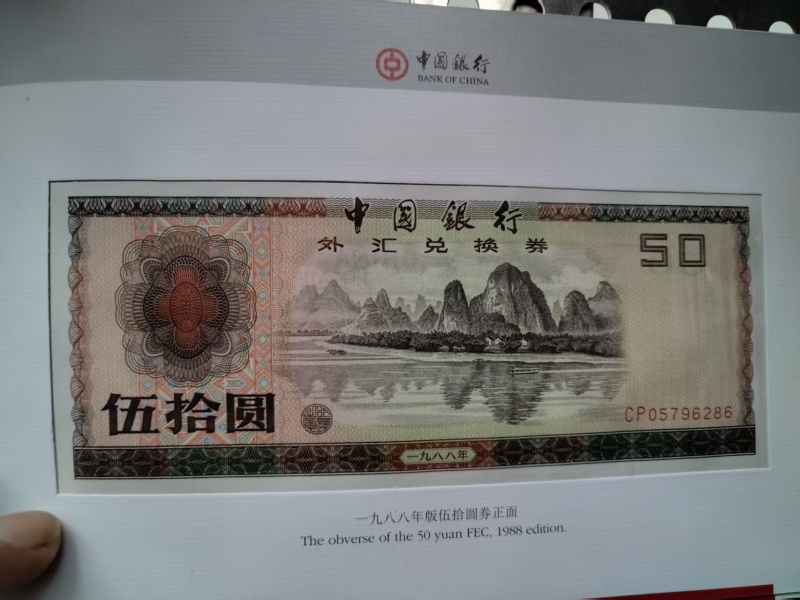 中国銀行
BANK OF CHINA
中国銀行
外汇兑换券
50
伍拾圆
CP05796286
一九八八年
一九八八年版伍拾圆券正面
The obverse of the 50 yuan FEC, 1988 edition.